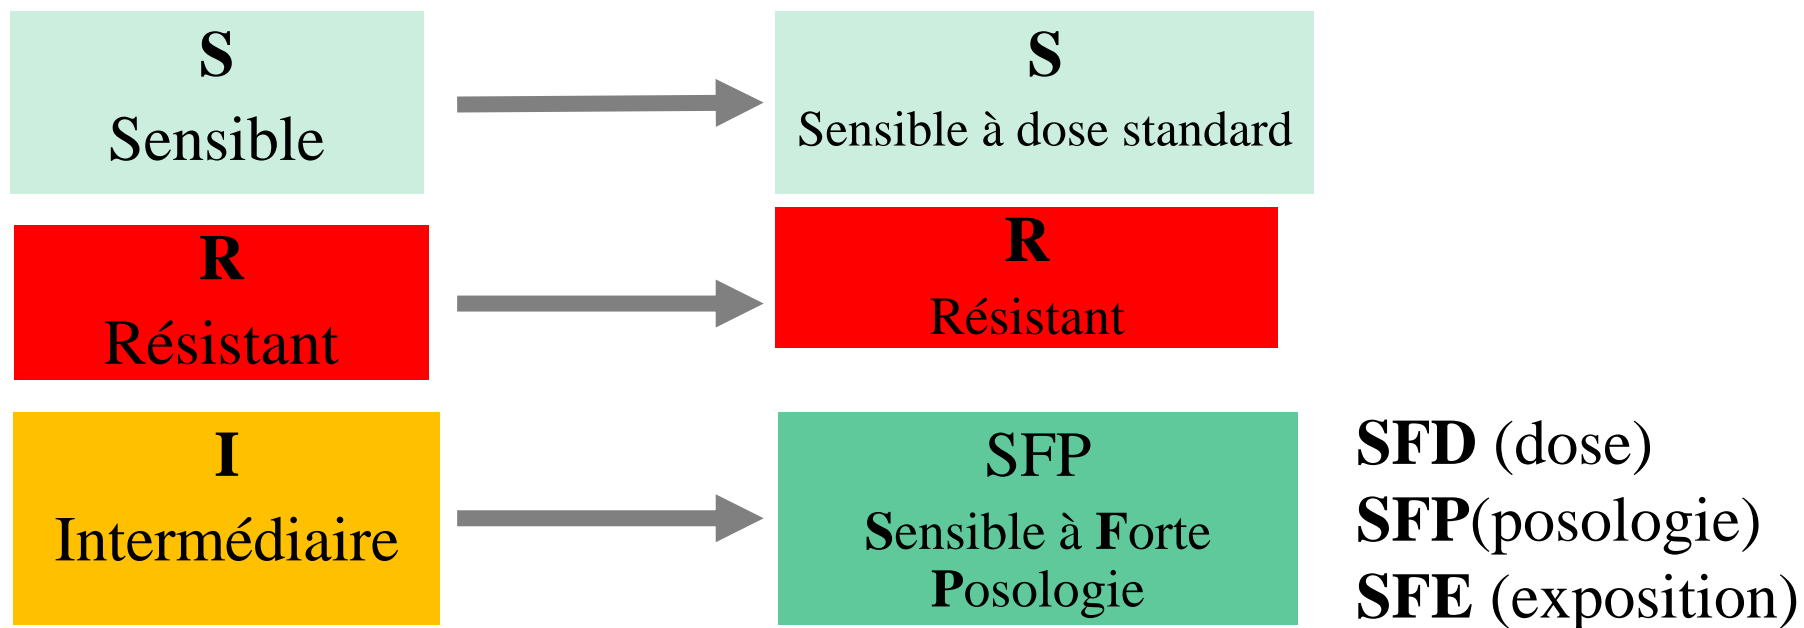 S
Sensible
S
Sensible à dose standard
R
Résistant
R
Résistant
I
Intermédiaire
SFP
Sensible à Forte
Posologie
SFD (dose)
SFP(posologie)
SFE (exposition)